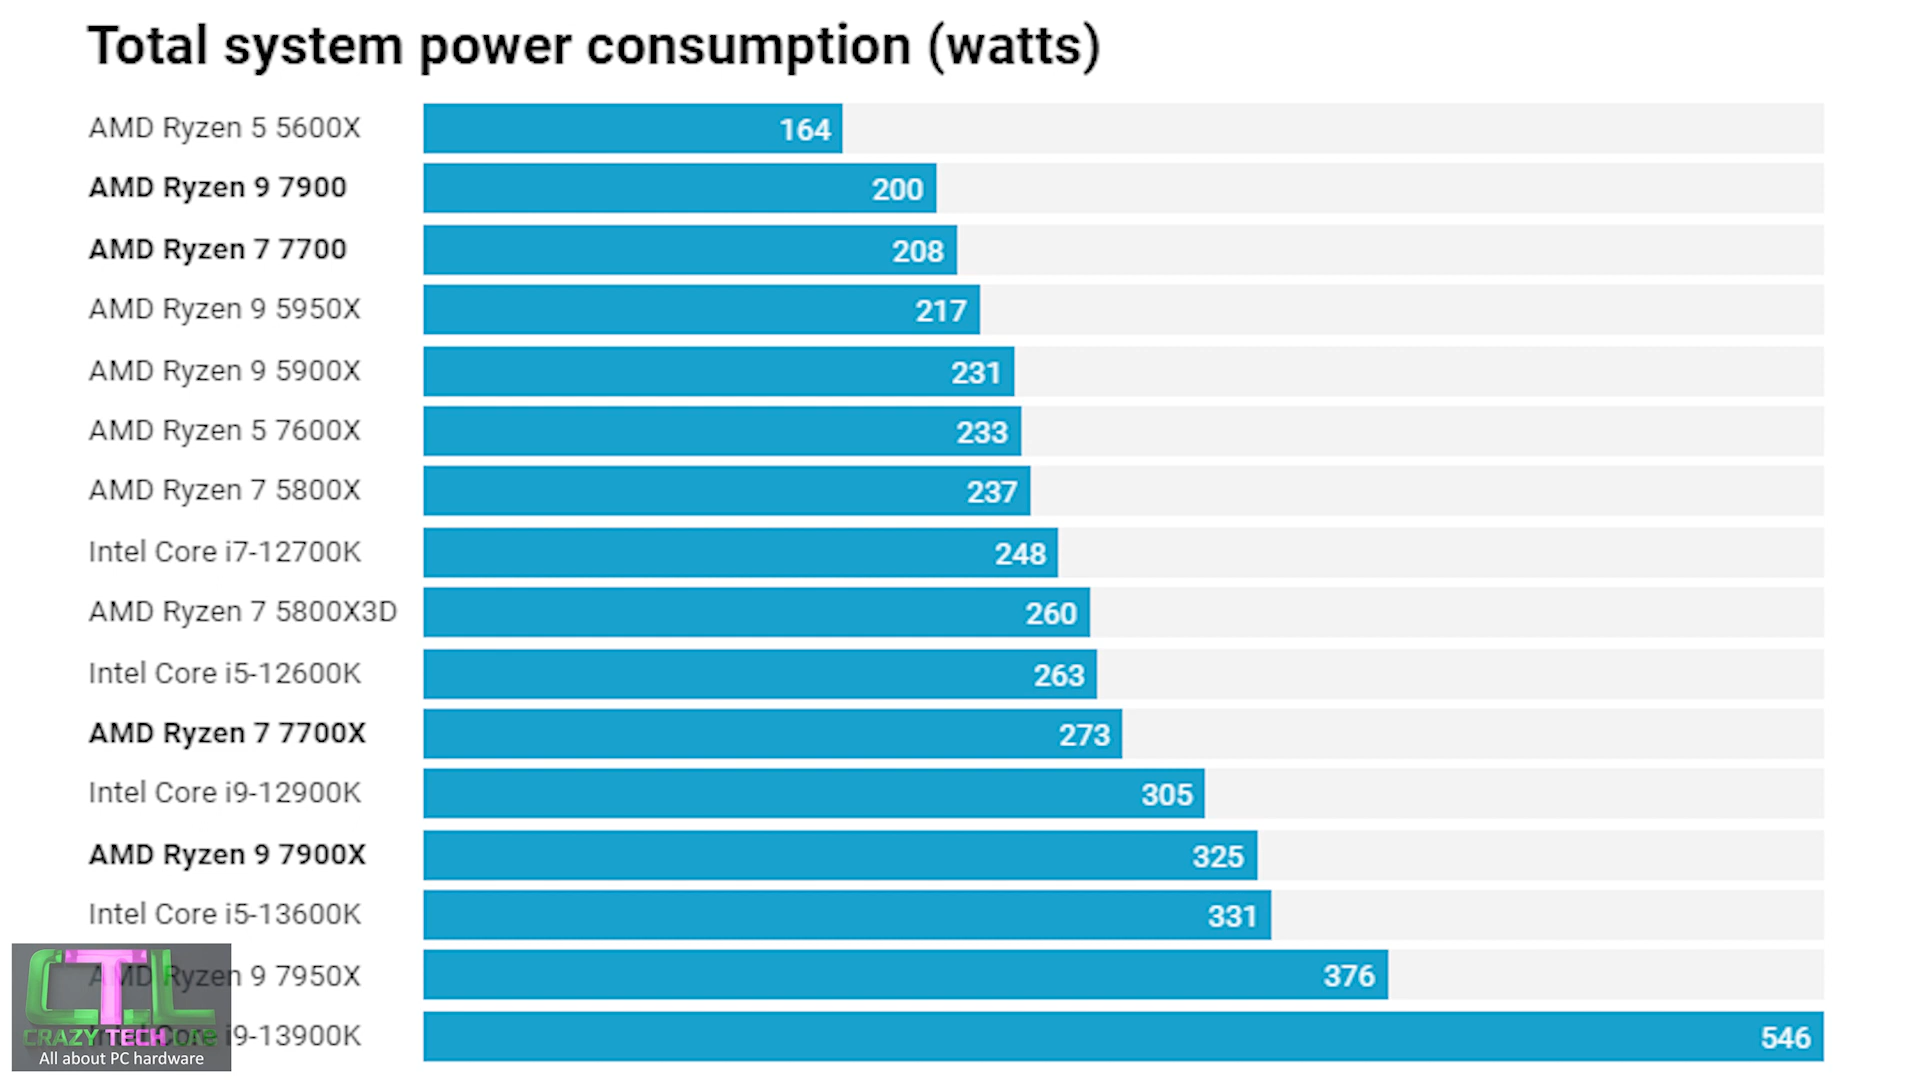 Total system power consumption (watts)
AMD Ryzen 5 5600X 164
AMD Ryzen 9 7900 200
AMD Ryzen 7 7700 208
AMD Ryzen 9 5950X 217
AMD Ryzen 9 5900X 231
AMD Ryzen 5 7600X 233
AMD Ryzen 7 5800X 237
Intel Core i7-12700K 248
AMD Ryzen 7 5800X3D 260
Intel Core i5-12600K 263
AMD Ryzen 7 7700X 273
Intel Core i9-12900K 305
AMD Ryzen 9 7900X 325
Intel Core i5-13600K 331
AMD Ryzen 9 7950X 376
Intel Core i9-13900K 546
CTL
CRAZY TECH LAB
All about PC hardware